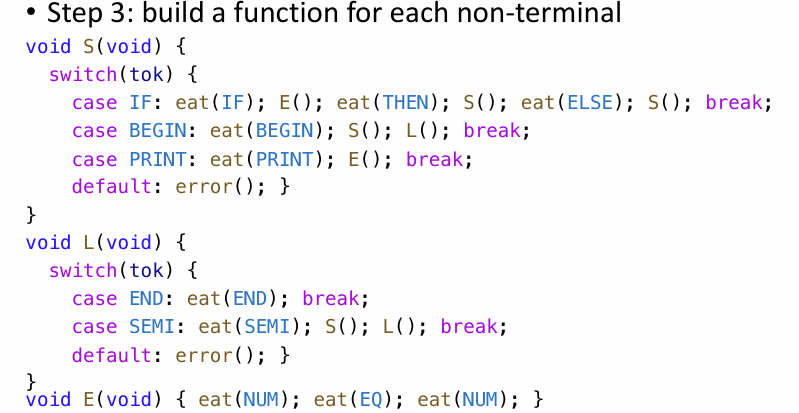 • Step 3: build a function for each non-terminal
void S(void) {
  switch(tok) {
    case IF: eat(IF); E(); eat(THEN); S(); eat(ELSE); S(); break;
    case BEGIN: eat(BEGIN); S(); L(); break;
    case PRINT: eat(PRINT); E(); break;
    default: error(); }
}
void L(void) {
  switch(tok) {
    case END: eat(END); break;
    case SEMI: eat(SEMI); S(); L(); break;
    default: error(); }
}
void E(void) { eat(NUM); eat(EQ); eat(NUM); }